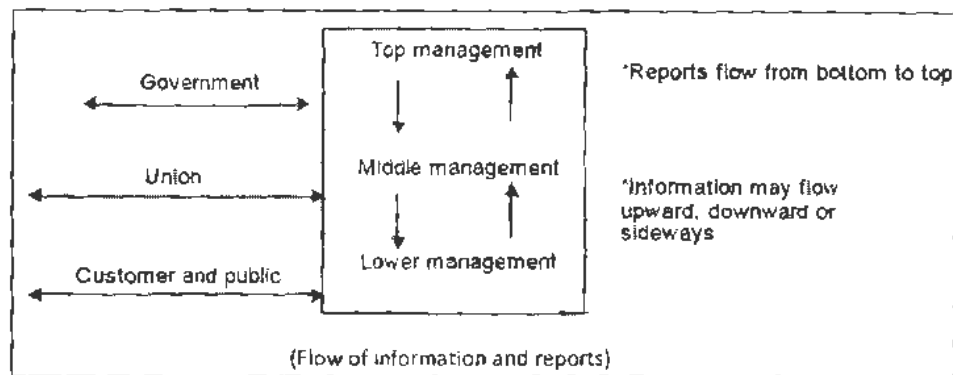 Top management
Government
*Reports flow from bottom to top
Middle management
Union
*Information may flow
upward, downward or
sideways
Lower management
Customer and public
(Flow of information and reports)